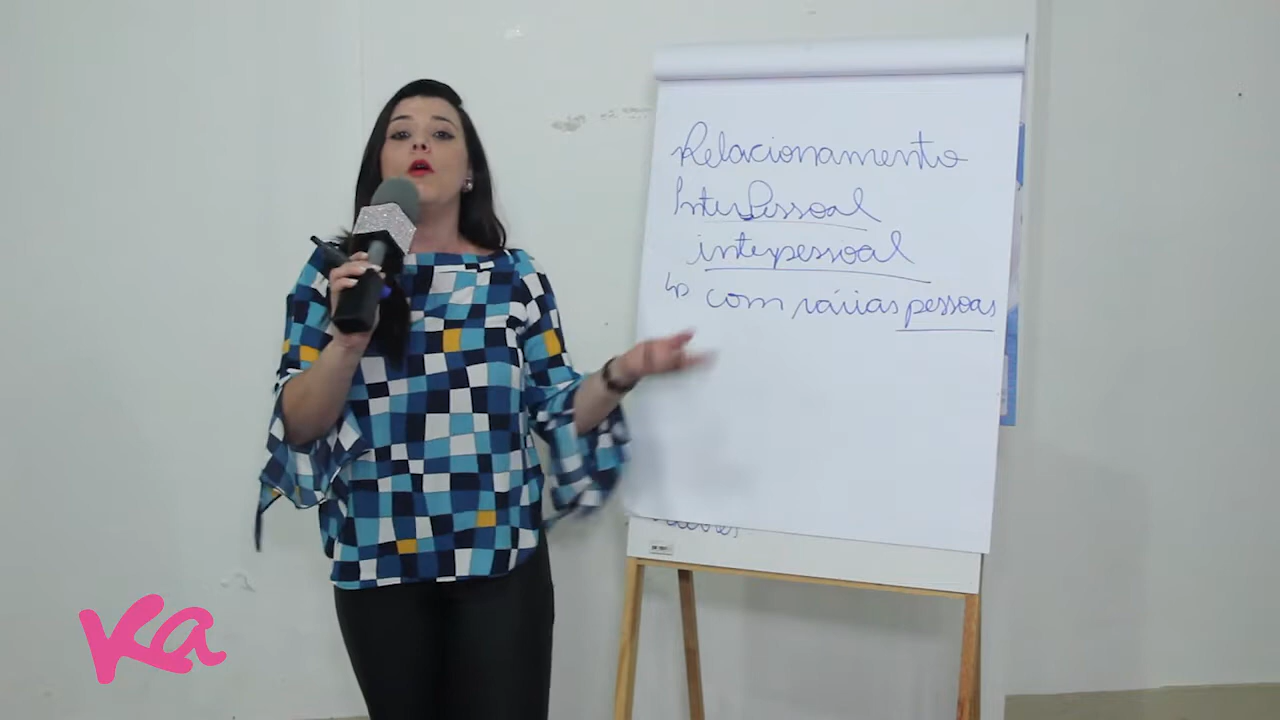 Relacionamento
InterPessoal
intepessoal
↳ com várias pessoas
Ka